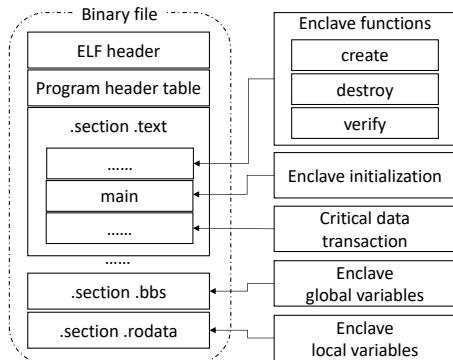 Binary file
ELF header
Program header table
.section .text
......
main
......
......
.section .bbs
.section .rodata
Enclave functions
create
destroy
verify
Enclave initialization
Critical data
transaction
Enclave
global variables
Enclave
local variables